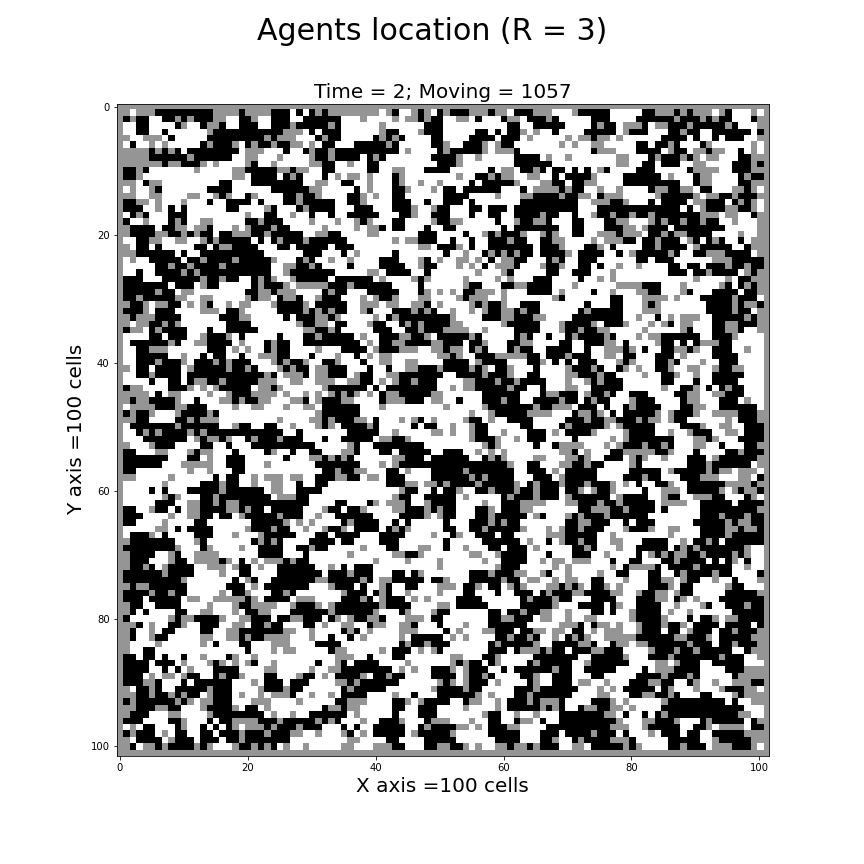 Agents location (R = 3)
Time = 2; Moving = 1057
0
20
40
60
80
100
Y axis =100 cells
0 20 40 60 80 100
X axis =100 cells